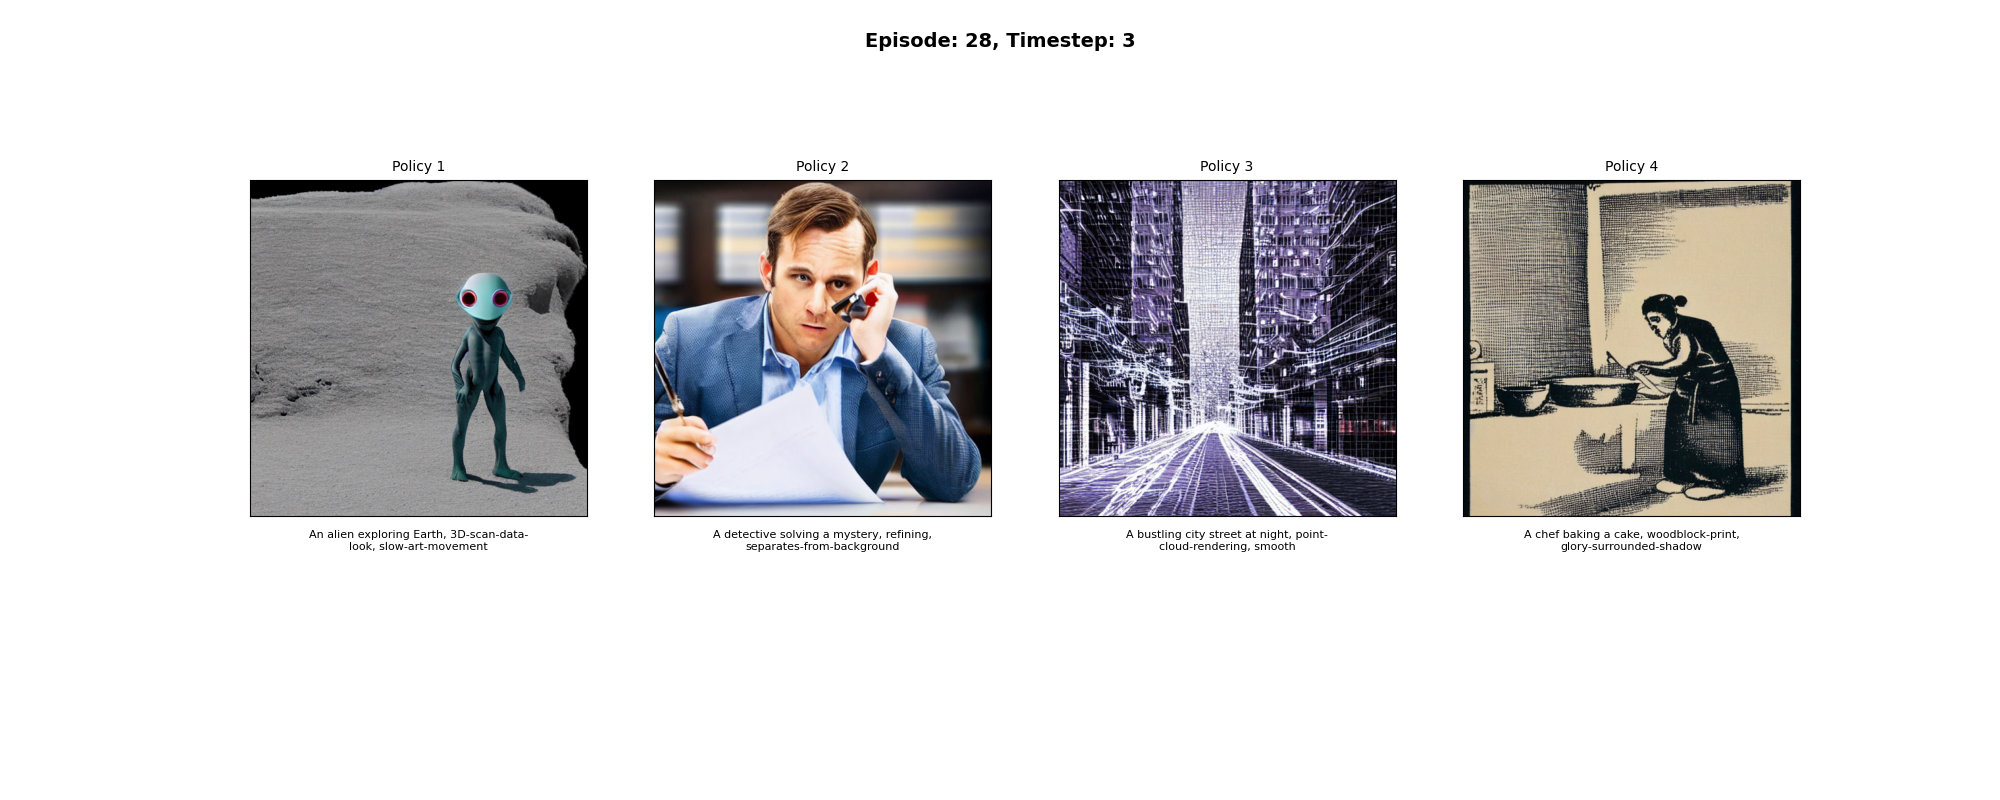 Episode: 28, Timestep: 3
Policy 1
Policy 2
Policy 3
Policy 4
An alien exploring Earth, 3D-scan-data-
look, slow-art-movement
A detective solving a mystery, refining,
separates-from-background
A bustling city street at night, point-
cloud-rendering, smooth
A chef baking a cake, woodblock-print,
glory-surrounded-shadow